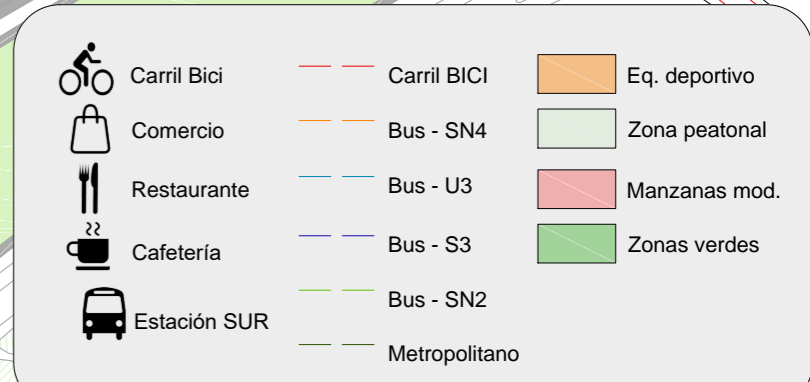 Carril Bici
Comercio
Restaurante
Cafetería
Estación SUR
Carril BICI
Bus - SN4
Bus - U3
Bus - S3
Bus - SN2
Metropolitano
Eq. deportivo
Zona peatonal
Manzanas mod.
Zonas verdes